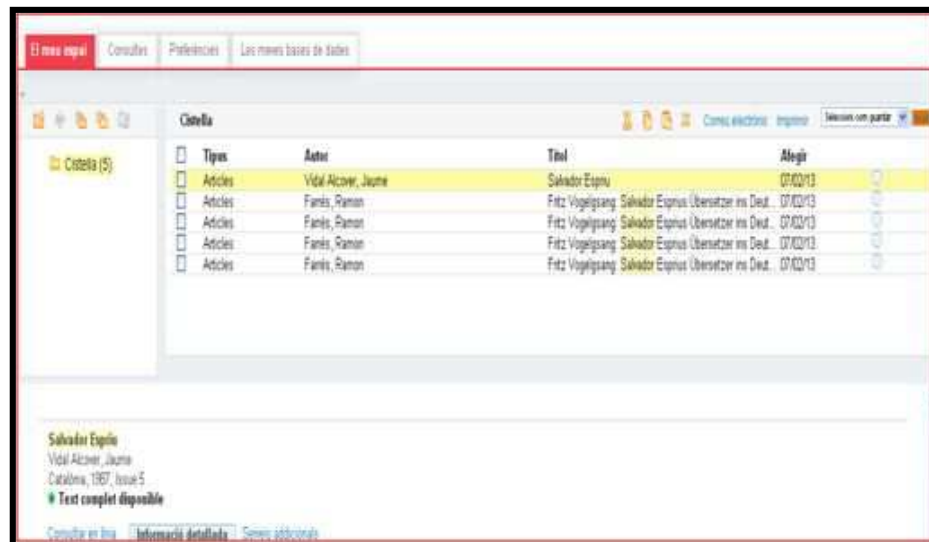 El meu espai Consultes Preferències Les meves bases de dades
Cistella Correu electrònic Imprimir Seleccioni com guardar
Cistella (5)
Tipus Autor Títol Afegir
Articles Vidal Alcover, Jaume Salvador Espriu 07/02/13
Articles Farrés, Ramon Fritz Vogelgsang: Salvador Esprius Übersetzer ins Deut... 07/02/13
Articles Farrés, Ramon Fritz Vogelgsang: Salvador Esprius Übersetzer ins Deut... 07/02/13
Articles Farrés, Ramon Fritz Vogelgsang: Salvador Esprius Übersetzer ins Deut... 07/02/13
Articles Farrés, Ramon Fritz Vogelgsang: Salvador Esprius Übersetzer ins Deut... 07/02/13
Salvador Espriu
Vidal Alcover, Jaume
Catalònia, 1987, Issue 5
Text complet disponible
Consultar en línia Informació detallada Serveis addicionals